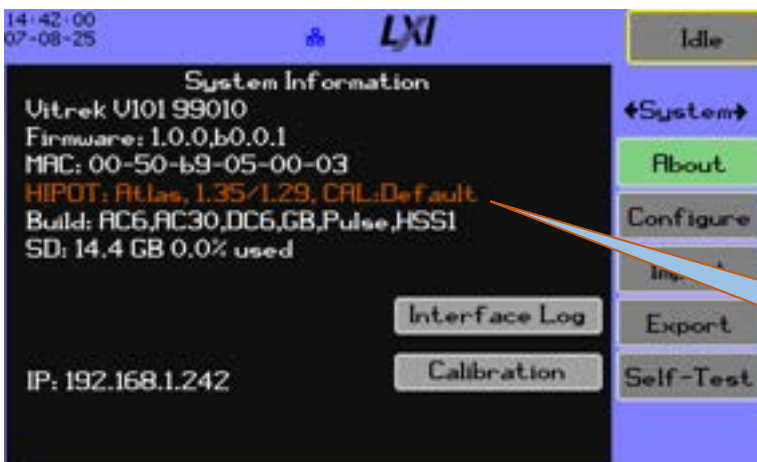 14:42:00
07-08-25
LXI
Idle
System Information
Vitrek V101 99010
Firmware: 1.0.0,b0.0.1
MAC: 00-50-b9-05-00-03
HIPOT: Atlas, 1.35/1.29, CAL:Default
Build: AC6,AC30,DC6,GB,Pulse,HSS1
SD: 14.4 GB 0.0% used
Interface Log
IP: 192.168.1.242
Calibration
System
About
Configure
Export
Self-Test